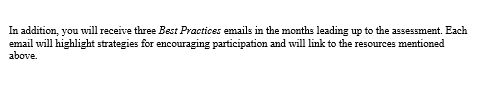 In addition, you will receive three Best Practices emails in the months leading up to the assessment. Each
email will highlight strategies for encouraging participation and will link to the resources mentioned
above.